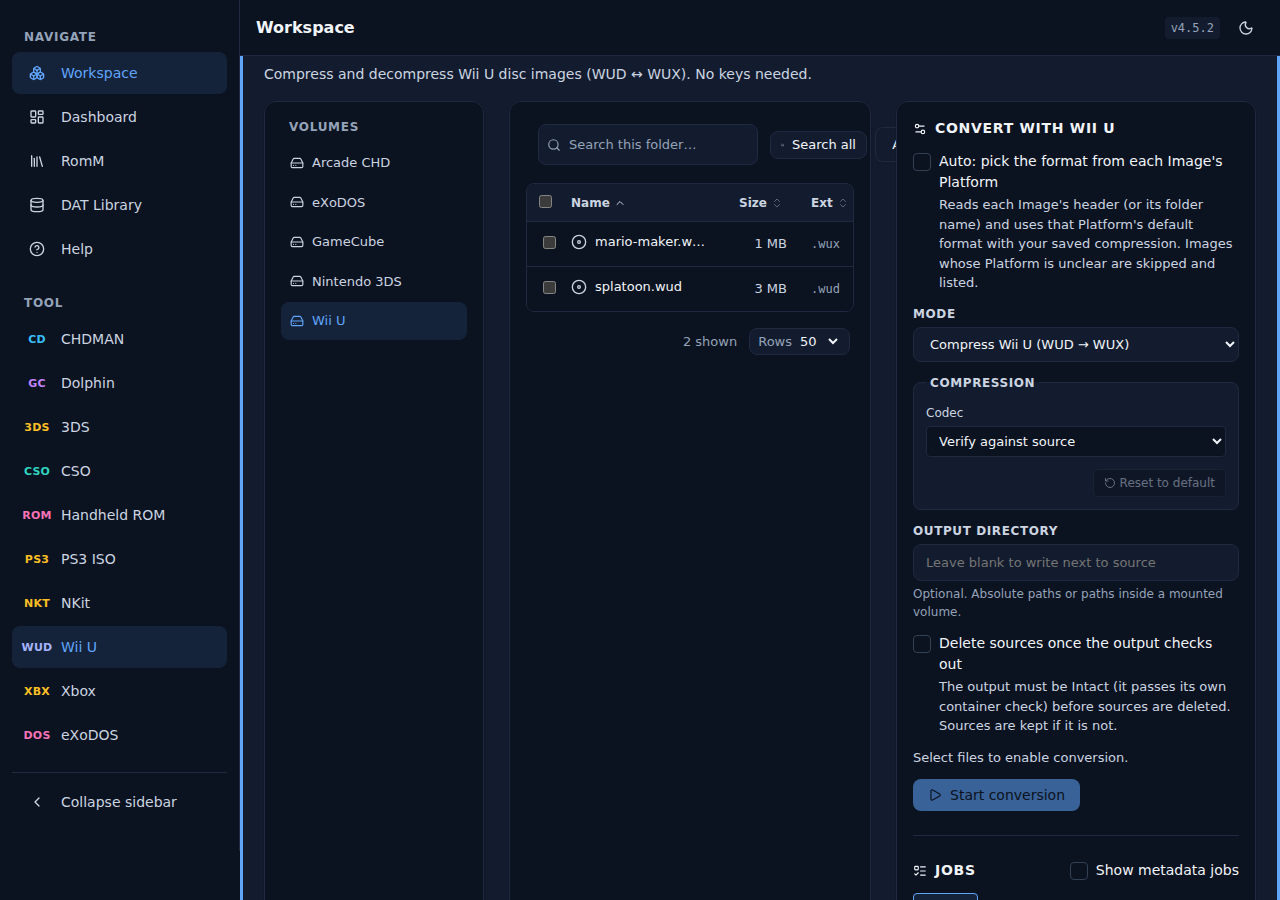 NAVIGATE
Workspace
Dashboard
RomM
DAT Library
Help
TOOL
CD CHDMAN
GC Dolphin
3DS 3DS
CSO CSO
ROM Handheld ROM
PS3 PS3 ISO
NKT NKit
WUD Wii U
XBX Xbox
DOS eXoDOS
Collapse sidebar
Workspace
v4.5.2
Compress and decompress Wii U disc images (WUD ↔ WUX). No keys needed.
VOLUMES
Arcade CHD
eXoDOS
GameCube
Nintendo 3DS
Wii U
Search this folder…
Search all
Name Size Ext
mario-maker.w… 1 MB .wux
splatoon.wud 3 MB .wud
2 shown Rows 50
CONVERT WITH WII U
Auto: pick the format from each Image's
Platform
Reads each Image's header (or its folder
name) and uses that Platform's default
format with your saved compression. Images
whose Platform is unclear are skipped and
listed.
MODE
Compress Wii U (WUD → WUX)
COMPRESSION
Codec
Verify against source
Reset to default
OUTPUT DIRECTORY
Leave blank to write next to source
Optional. Absolute paths or paths inside a mounted
volume.
Delete sources once the output checks
out
The output must be Intact (it passes its own
container check) before sources are deleted.
Sources are kept if it is not.
Select files to enable conversion.
Start conversion
JOBS
Show metadata jobs